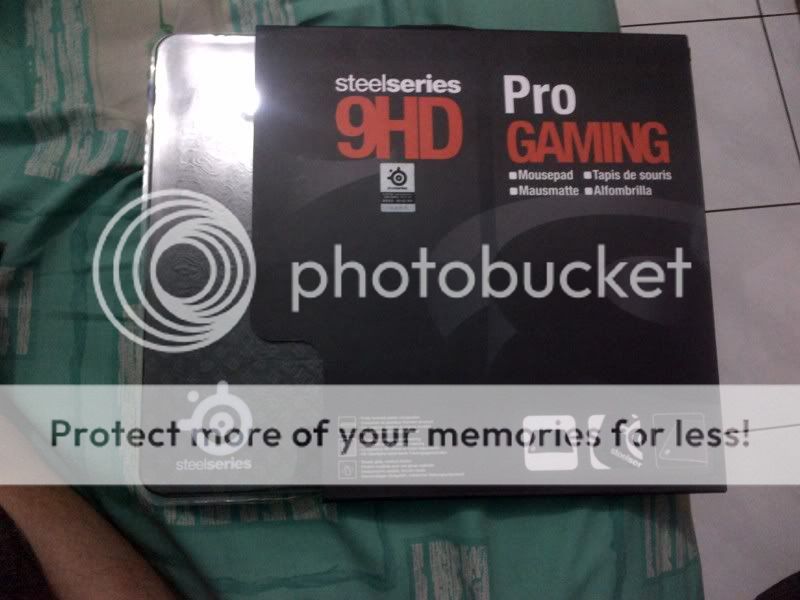 steelseries
9HD
Pro
GAMING
Mousepad
Tapis de souris
Mausmatte
Alfombrilla
photobucket
Protect more of your memories for less!
steelseries
steelser